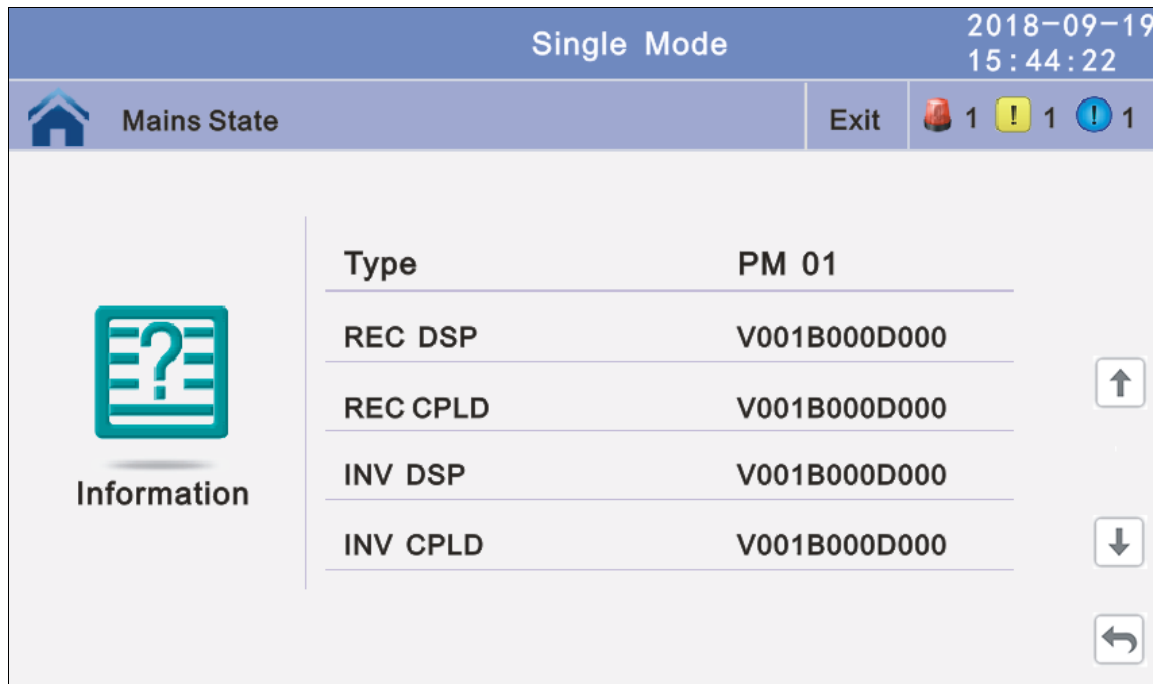 Single Mode
2018-09-19
15:44:22
Mains State
Exit
1
! 1
! 1
Type PM 01
REC DSP V001B000D000
REC CPLD V001B000D000
INV DSP V001B000D000
INV CPLD V001B000D000
?
Information